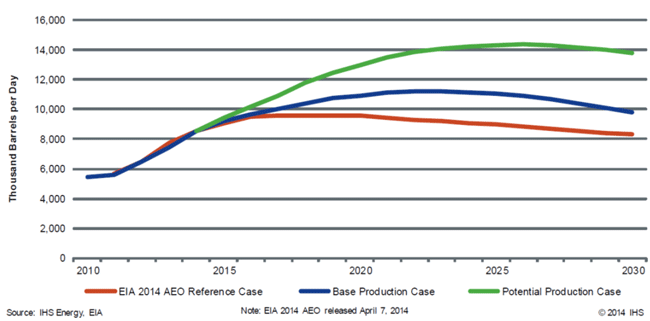 16,000
14,000
12,000
10,000
8,000
6,000
4,000
2,000
0
Thousand Barrels per Day
2010 2015 2020 2025 2030
EIA 2014 AEO Reference Case Base Production Case Potential Production Case
Source: IHS Energy, EIA Note: EIA 2014 AEO released April 7, 2014 © 2014 IHS